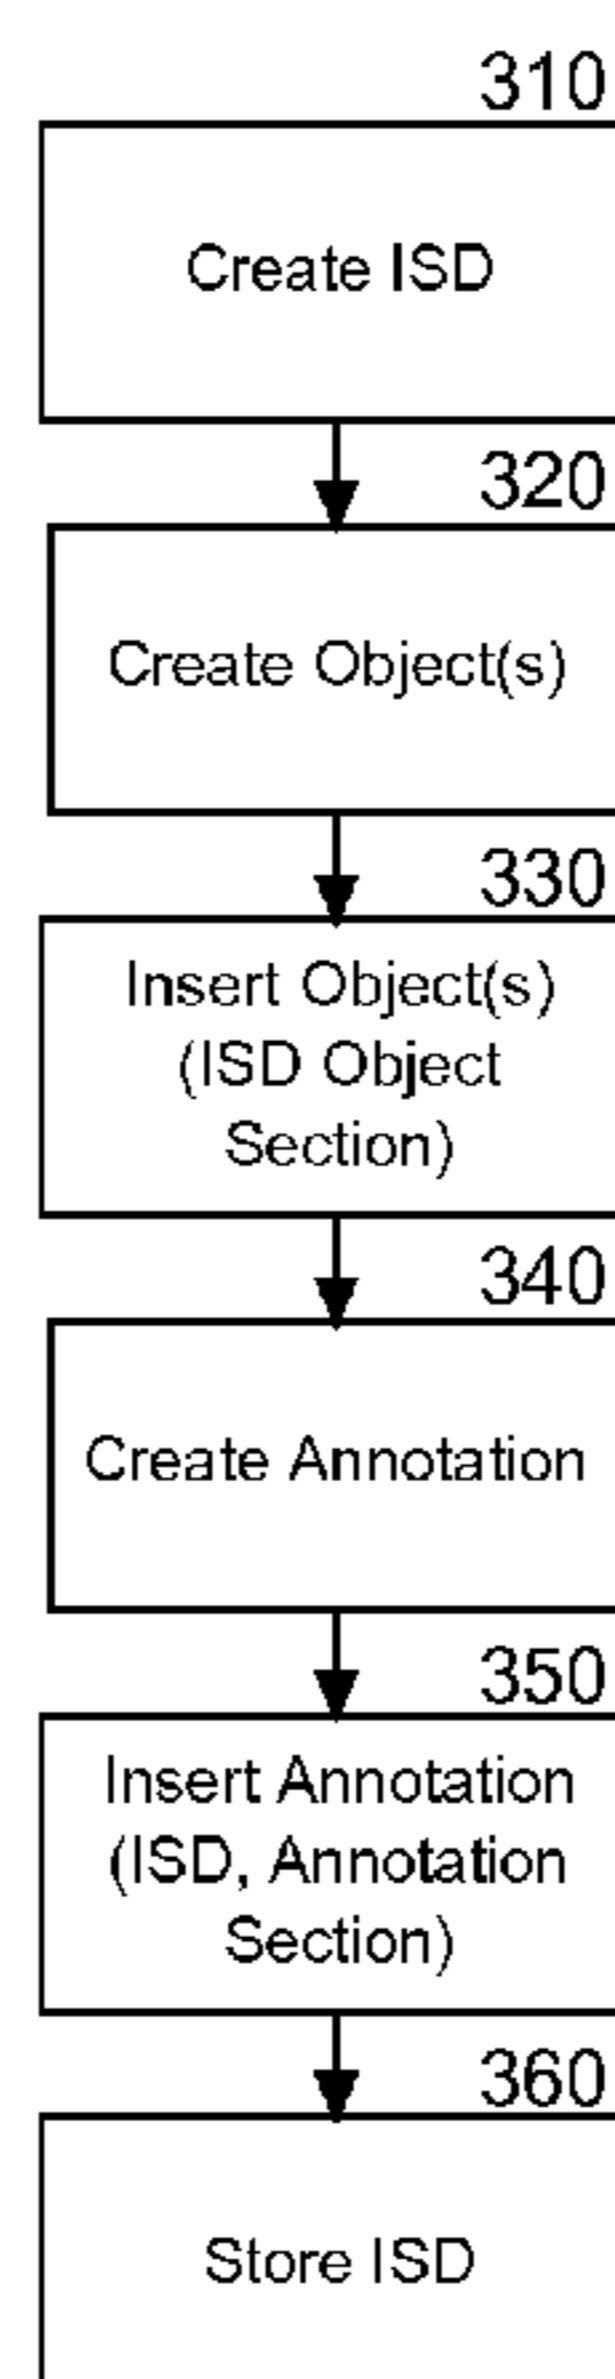 310
Create ISD
320
Create Object(s)
330
Insert Object(s)
(ISD Object
Section)
340
Create Annotation
350
Insert Annotation
(ISD, Annotation
Section)
360
Store ISD